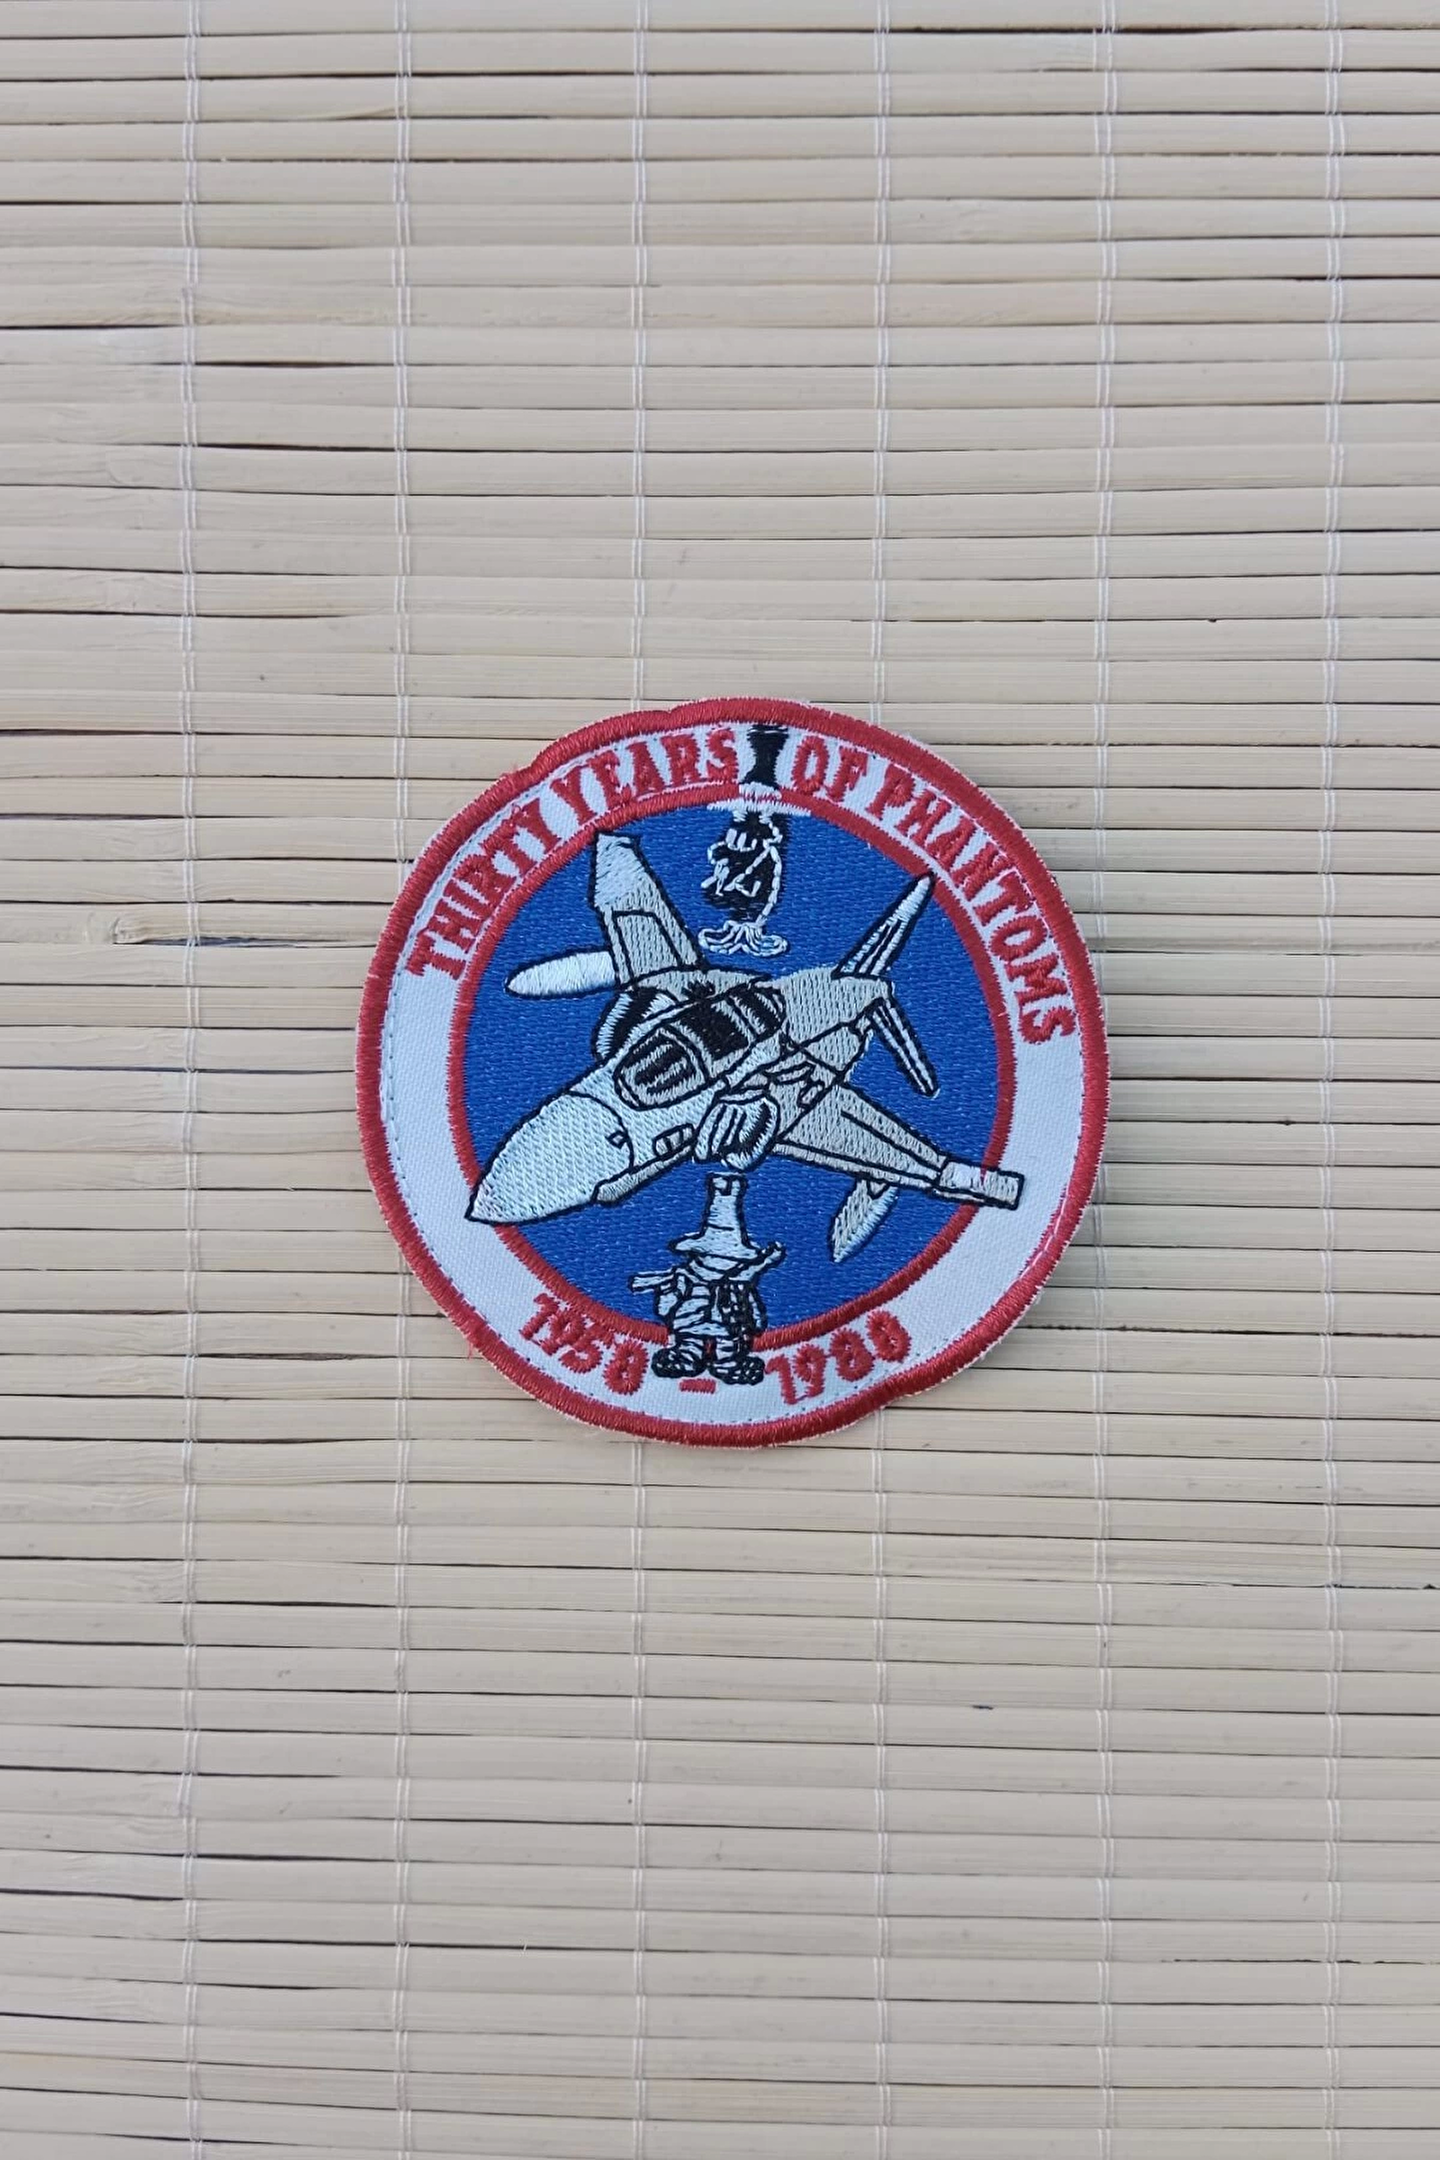 THIRTY YEARS OF PHANTOMS
1958 - 1988